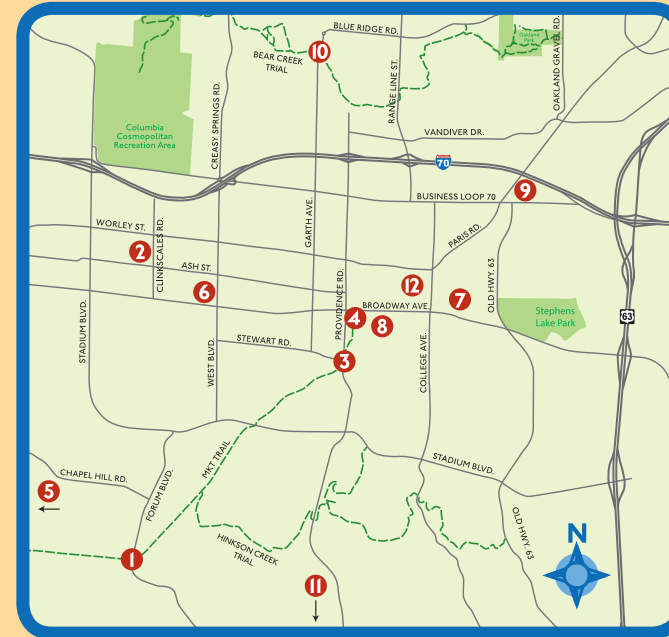 BLUE RIDGE RD.
10
BEAR CREEK
TRIAL
Oakland
Park
OAKLAND GRAVEL RD.
RANGE LINE ST.
CREASY SPRINGS RD.
Columbia
Cosmopolitan
Recreation Area
VANDIVER DR.
70
9
BUSINESS LOOP 70
GARTH AVE.
WORLEY ST.
CLINKSCALES RD.
2
PARIS RD.
ASH ST.
6
OLD HWY. 63
12
7
PROVIDENCE RD.
BROADWAY AVE.
4
8
Stephens
Lake Park
63
STADIUM BLVD.
STEWART RD.
WEST BLVD.
3
COLLEGE AVE.
MKT TRAIL
STADIUM BLVD.
CHAPEL HILL RD.
5
FORUM BLVD.
OLD HWY. 63
HINKSON CREEK
TRIAL
1
11
N